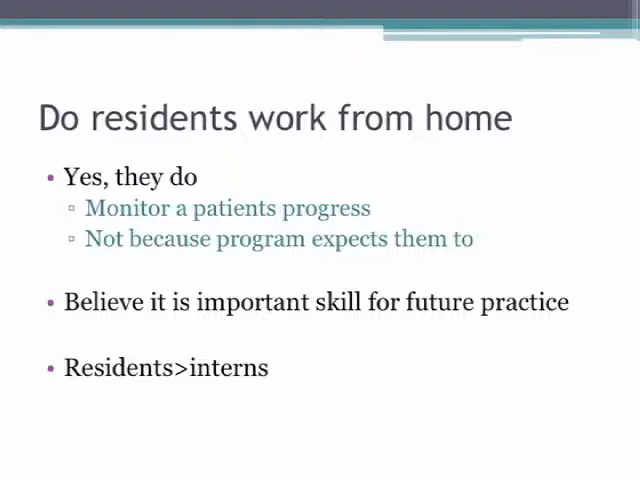 Do residents work from home
• Yes, they do
▫ Monitor a patients progress
▫ Not because program expects them to
• Believe it is important skill for future practice
• Residents>interns